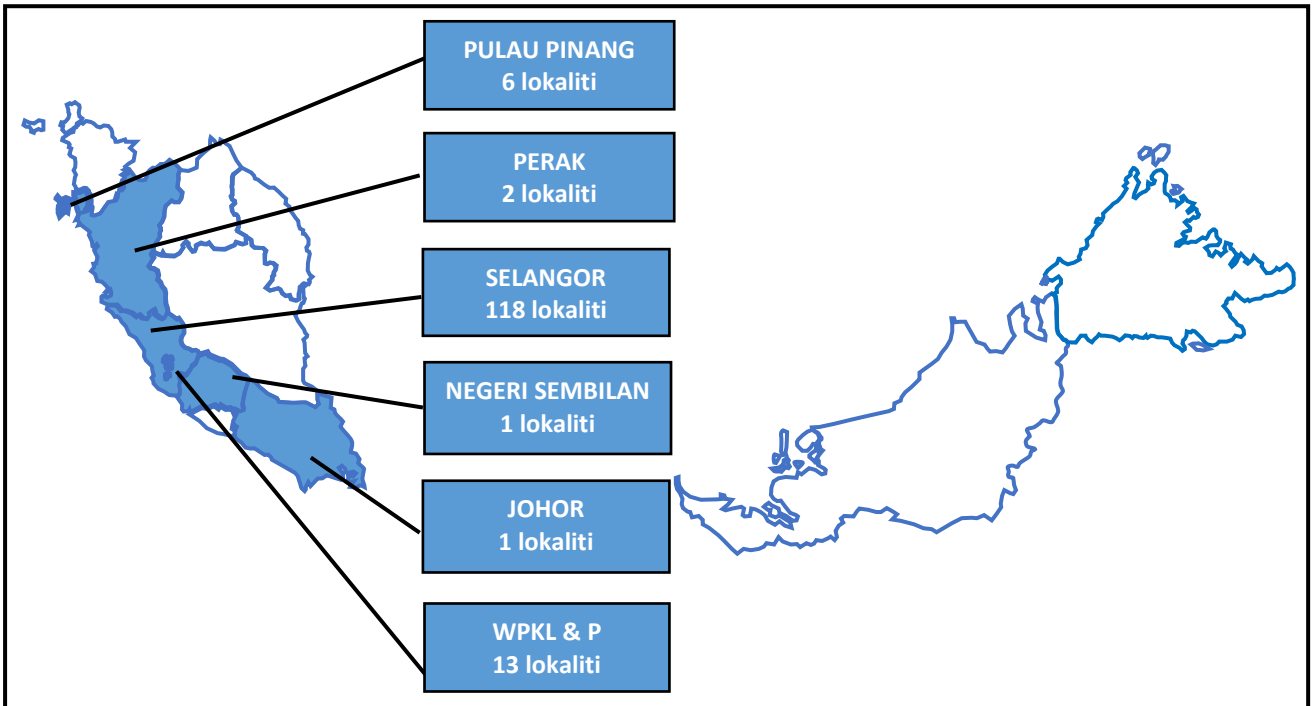 PULAU PINANG
6 lokaliti
PERAK
2 lokaliti
SELANGOR
118 lokaliti
NEGERI SEMBILAN
1 lokaliti
JOHOR
1 lokaliti
WPKL & P
13 lokaliti